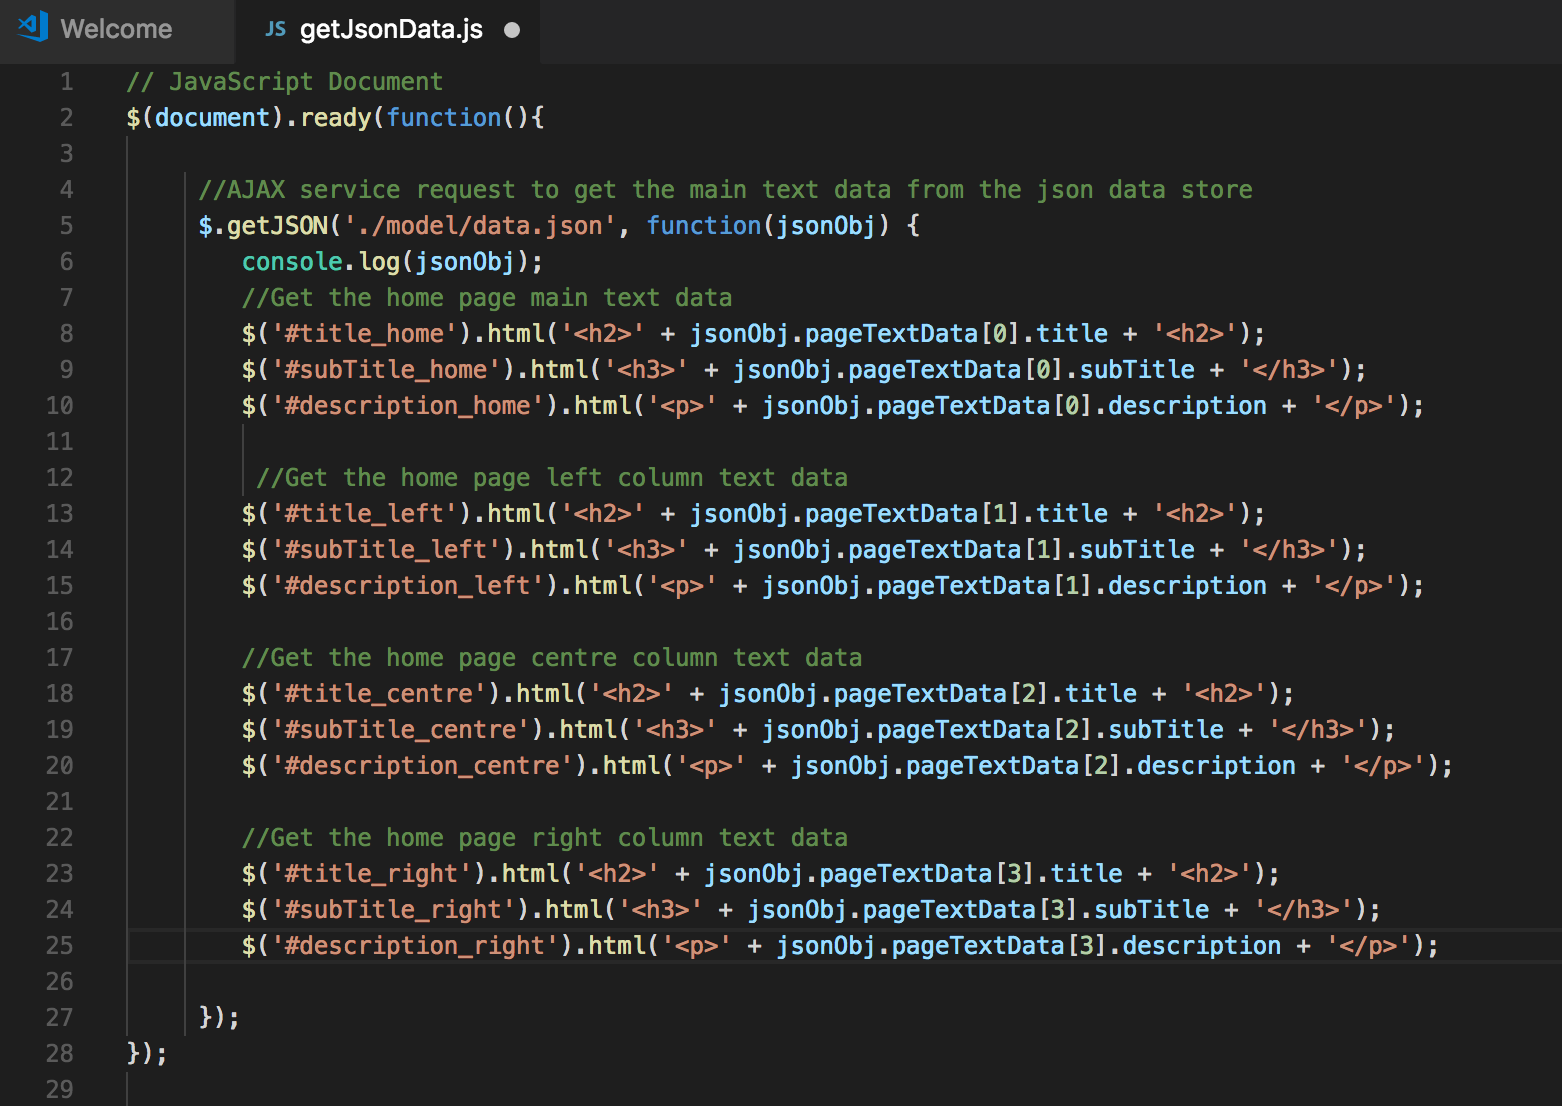 Welcome
JS getJsonData.js
1 // JavaScript Document
2 $(document).ready(function(){
3
4 //AJAX service request to get the main text data from the json data store
5 $.getJSON('./model/data.json', function(jsonObj) {
6 console.log(jsonObj);
7 //Get the home page main text data
8 $('#title_home').html('<h2>' + jsonObj.pageTextData[0].title + '<h2>');
9 $('#subTitle_home').html('<h3>' + jsonObj.pageTextData[0].subTitle + '</h3>');
10 $('#description_home').html('<p>' + jsonObj.pageTextData[0].description + '</p>');
11
12 //Get the home page left column text data
13 $('#title_left').html('<h2>' + jsonObj.pageTextData[1].title + '<h2>');
14 $('#subTitle_left').html('<h3>' + jsonObj.pageTextData[1].subTitle + '</h3>');
15 $('#description_left').html('<p>' + jsonObj.pageTextData[1].description + '</p>');
16
17 //Get the home page centre column text data
18 $('#title_centre').html('<h2>' + jsonObj.pageTextData[2].title + '<h2>');
19 $('#subTitle_centre').html('<h3>' + jsonObj.pageTextData[2].subTitle + '</h3>');
20 $('#description_centre').html('<p>' + jsonObj.pageTextData[2].description + '</p>');
21
22 //Get the home page right column text data
23 $('#title_right').html('<h2>' + jsonObj.pageTextData[3].title + '<h2>');
24 $('#subTitle_right').html('<h3>' + jsonObj.pageTextData[3].subTitle + '</h3>');
25 $('#description_right').html('<p>' + jsonObj.pageTextData[3].description + '</p>');
26
27 });
28 });
29